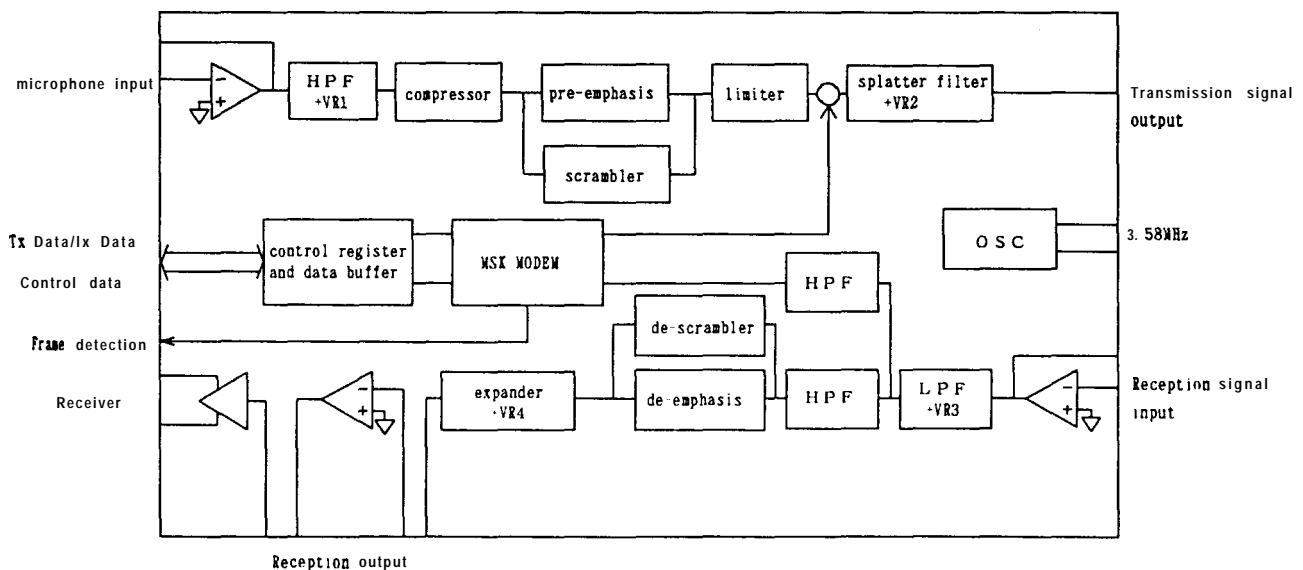 microphone input
HPF
+VR1
compressor
pre-emphasis
limiter
splatter filter
+VR2
Transmission signal
output
scrambler
Tx Data/Ix Data
Control data
control register
and data buffer
MSK MODEM
OSC
3.58MHz
HPF
Frame detection
de-scrambler
Receiver
expander
+VR4
de-emphasis
HPF
LPF
+VR3
Reception signal
input
Reception output